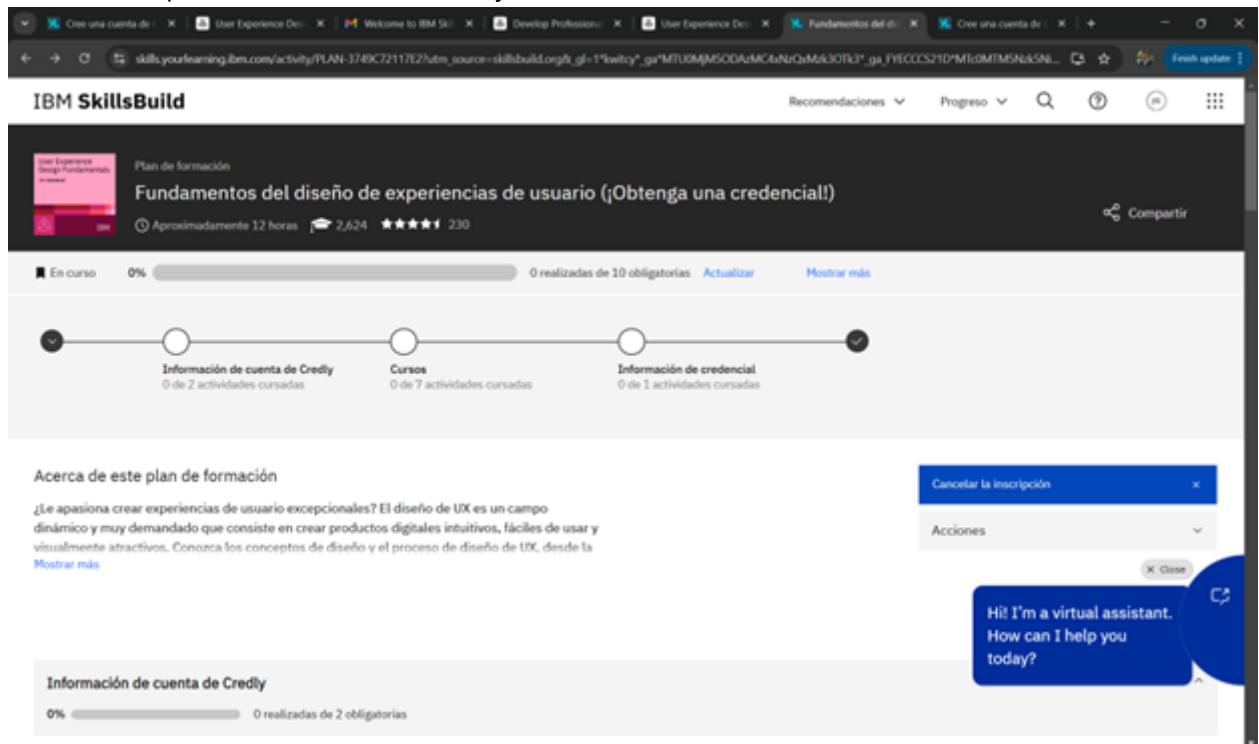 Cree una cuenta de
User Experience Des
Welcome to IBM Skil
Develop Professiona
User Experience Des
Fundamentos del di
Cree una cuenta de
Finish update
IBM SkillsBuild
Recomendaciones
Progreso
User Experience
Design Fundamentals
IBM
Plan de formación
Fundamentos del diseño de experiencias de usuario (¡Obtenga una credencial!)
Aproximadamente 12 horas 2,624 230
Compartir
En curso 0% 0 realizadas de 10 obligatorias Actualizar Mostrar más
Información de cuenta de Credly
0 de 2 actividades cursadas
Cursos
0 de 7 actividades cursadas
Información de credencial
0 de 1 actividades cursadas
Acerca de este plan de formación
¿Le apasiona crear experiencias de usuario excepcionales? El diseño de UX es un campo
dinámico y muy demandado que consiste en crear productos digitales intuitivos, fáciles de usar y
visualmente atractivos. Conozca los conceptos de diseño y el proceso de diseño de UX, desde la
Mostrar más
Cancelar la inscripción
Acciones
Close
Hi! I'm a virtual assistant.
How can I help you
today?
Información de cuenta de Credly
0% 0 realizadas de 2 obligatorias